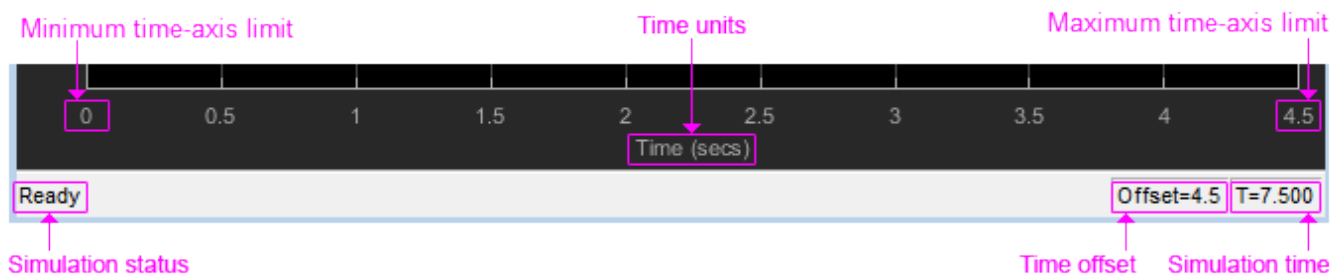 Minimum time-axis limit Time units Maximum time-axis limit
0 0.5 1 1.5 2 2.5 3 3.5 4 4.5
Time (secs)
Ready Offset=4.5 T=7.500
Simulation status Time offset Simulation time